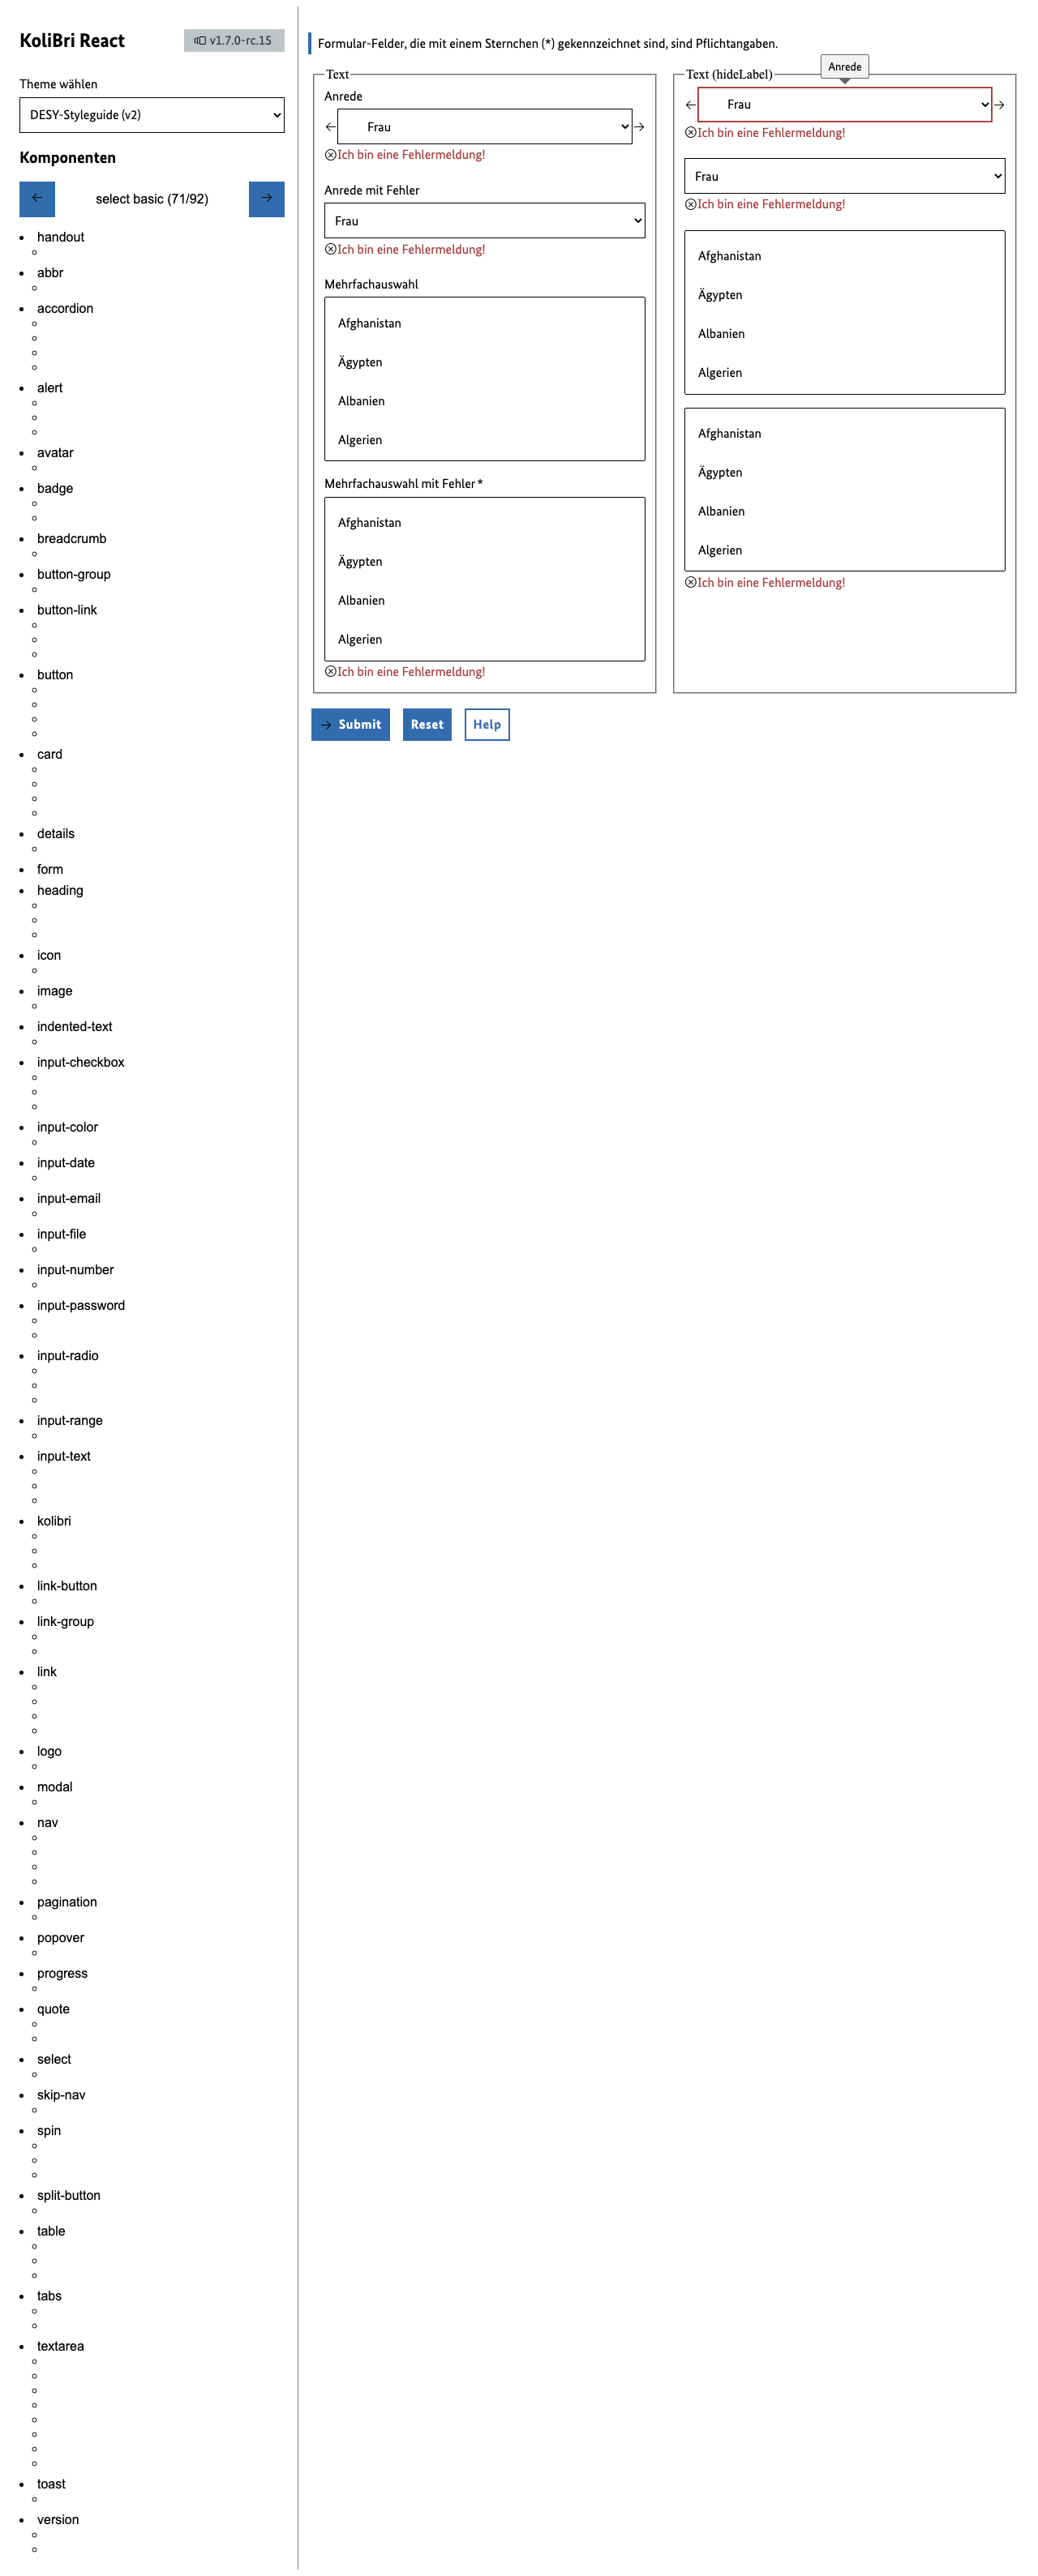 KoliBri React
v1.7.0-rc.15
Theme wählen
DESY-Styleguide (v2)
Komponenten
select basic (71/92)
handout
abbr
accordion
alert
avatar
badge
breadcrumb
button-group
button-link
button
card
details
form
heading
icon
image
indented-text
input-checkbox
input-color
input-date
input-email
input-file
input-number
input-password
input-radio
input-range
input-text
kolibri
link-button
link-group
link
logo
modal
nav
pagination
popover
progress
quote
select
skip-nav
spin
split-button
table
tabs
textarea
toast
version
Formular-Felder, die mit einem Sternchen (*) gekennzeichnet sind, sind Pflichtangaben.
Text
Anrede
Frau
Ich bin eine Fehlermeldung!
Anrede mit Fehler
Frau
Ich bin eine Fehlermeldung!
Mehrfachauswahl
Afghanistan
Ägypten
Albanien
Algerien
Mehrfachauswahl mit Fehler *
Afghanistan
Ägypten
Albanien
Algerien
Ich bin eine Fehlermeldung!
Text (hideLabel)
Anrede
Frau
Ich bin eine Fehlermeldung!
Frau
Ich bin eine Fehlermeldung!
Afghanistan
Ägypten
Albanien
Algerien
Afghanistan
Ägypten
Albanien
Algerien
Ich bin eine Fehlermeldung!
Submit
Reset
Help